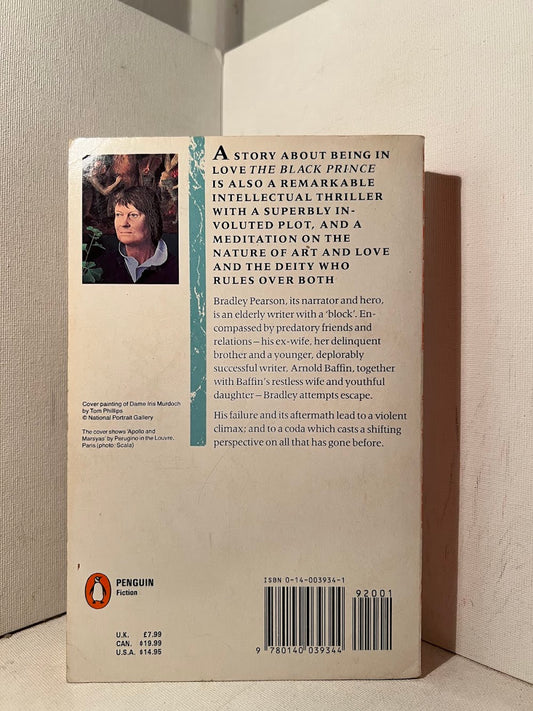 A STORY ABOUT BEING IN
LOVE THE BLACK PRINCE
IS ALSO A REMARKABLE
INTELLECTUAL THRILLER
WITH A SUPERBLY IN-
VOLUTED PLOT, AND A
MEDITATION ON THE
NATURE OF ART AND LOVE
AND THE DEITY WHO
RULES OVER BOTH
Bradley Pearson, its narrator and hero,
is an elderly writer with a ‘block’. En-
compassed by predatory friends and
relations – his ex-wife, her delinquent
brother and a younger, deplorably
successful writer, Arnold Baffin, together
with Baffin's restless wife and youthful
daughter – Bradley attempts escape.
His failure and its aftermath lead to a violent
climax; and to a coda which casts a shifting
perspective on all that has gone before.
Cover painting of Dame Iris Murdoch
by Tom Phillips
© National Portrait Gallery
The cover shows 'Apollo and
Marsyas' by Perugino in the Louvre,
Paris (photo: Scala)
PENGUIN
Fiction
U.K. £7.99
CAN. $19.99
U.S.A. $14.95
ISBN 0-14-003934-1
92001
9 780140 039344